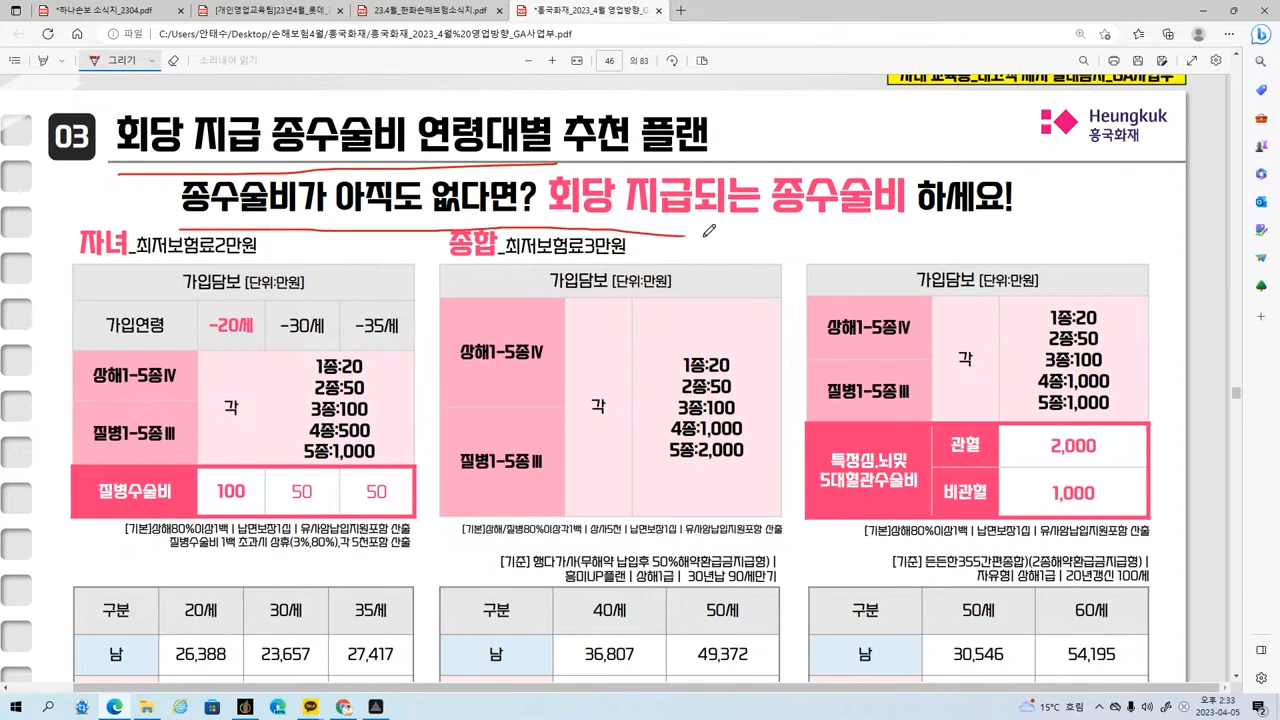 *하나손보 소식지_2304.pdf
[개인영업교육팀]23년4월_롯데_
23.4월_한화손해보험소식지.pdf
*흥국화재_2023_4월 영업방향_G
파일
C:/Users/안태수/Desktop/손해보험4월/흥국화재/흥국화재_2023_4월%20영업방향_GA사업부.pdf
그리기
소리내어 읽기
46
의 83
03
회당 지급 종수술비 연령대별 추천 플랜
Heungkuk
흥국화재
종수술비가 아직도 없다면? 회당 지급되는 종수술비 하세요!
자녀_최저보험료2만원
가입담보 [단위:만원]
가입연령 -20세 -30세 -35세
상해1-5종Ⅳ
질병1-5종Ⅲ
각
1종:20
2종:50
3종:100
4종:500
5종:1,000
질병수술비 100 50 50
[기본]상해80%이상1백 | 납면보장1십 | 유사암납입지원포함 산출
질병수술비 1백 초과시 상휴(3%,80%),각 5천포함 산출
구분 20세 30세 35세
남 26,388 23,657 27,417
종합_최저보험료3만원
가입담보 [단위:만원]
상해1-5종Ⅳ
질병1-5종Ⅲ
각
1종:20
2종:50
3종:100
4종:1,000
5종:2,000
[기본]상해/질병80%이상각1백 | 상사5천 | 납면보장1십 | 유사암납입지원포함 산출
[기준] 행다가사(무해약 납입후 50%해약환급금지급형) |
흥미UP플랜 | 상해1급 | 30년납 90세만기
구분 40세 50세
남 36,807 49,372
가입담보 [단위:만원]
상해1-5종Ⅳ
질병1-5종Ⅲ
각
1종:20
2종:50
3종:100
4종:1,000
5종:1,000
특정심.뇌및
5대혈관수술비
관혈 2,000
비관혈 1,000
[기본]상해80%이상1백 | 납면보장1십 | 유사암납입지원포함 산출
[기준] 든든한355간편종합)(2종해약환급금지급형) |
자유형| 상해1급 | 20년갱신 100세
구분 50세 60세
남 30,546 54,195
15°C 흐림
오후 2:33
2023-04-05